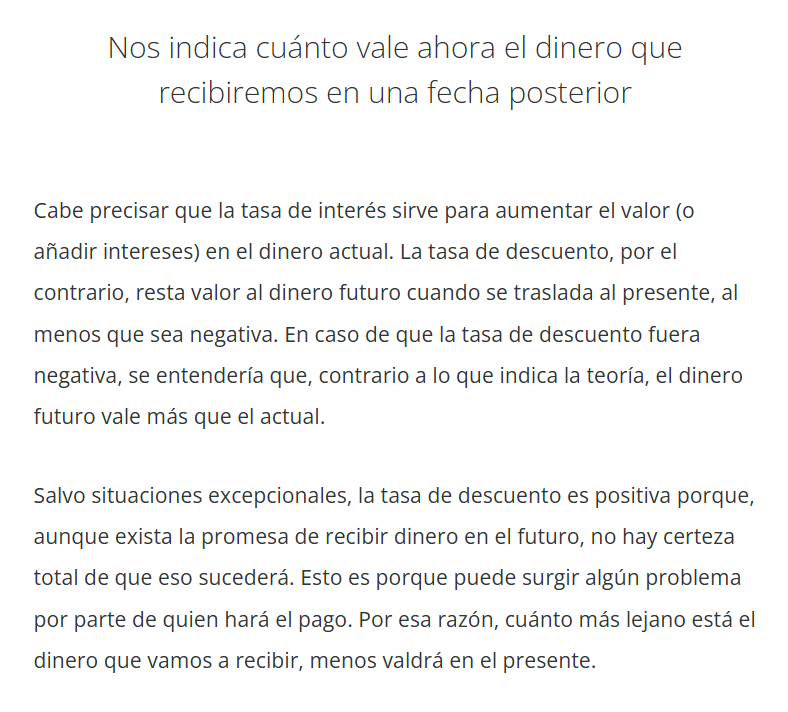 Nos indica cuánto vale ahora el dinero que
recibiremos en una fecha posterior
Cabe precisar que la tasa de interés sirve para aumentar el valor (o
añadir intereses) en el dinero actual. La tasa de descuento, por el
contrario, resta valor al dinero futuro cuando se traslada al presente, al
menos que sea negativa. En caso de que la tasa de descuento fuera
negativa, se entendería que, contrario a lo que indica la teoría, el dinero
futuro vale más que el actual.
Salvo situaciones excepcionales, la tasa de descuento es positiva porque,
aunque exista la promesa de recibir dinero en el futuro, no hay certeza
total de que eso sucederá. Esto es porque puede surgir algún problema
por parte de quien hará el pago. Por esa razón, cuánto más lejano está el
dinero que vamos a recibir, menos valdrá en el presente.